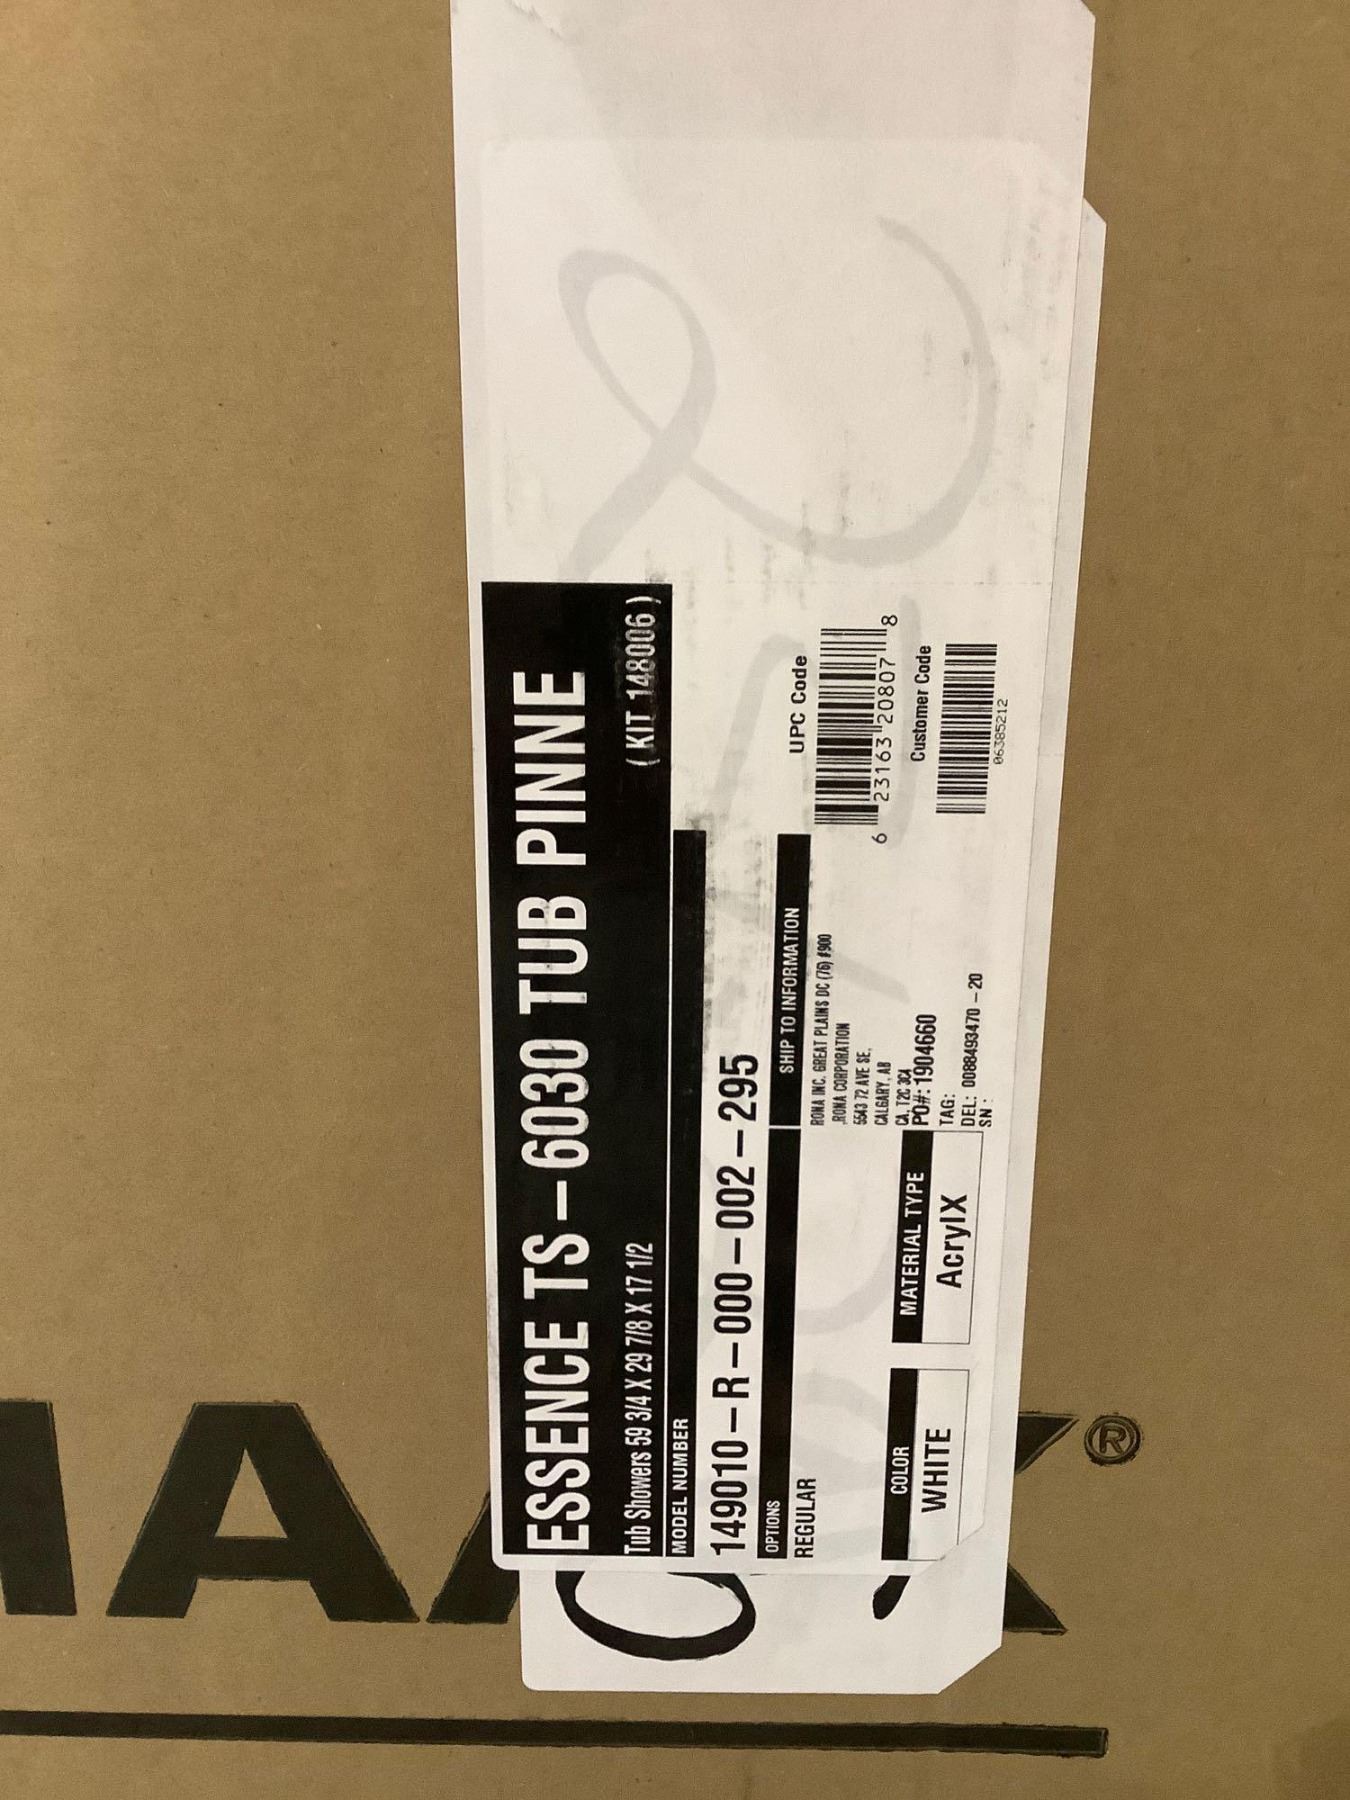 ESSENCE TS – 6030 TUB PINNE
Tub Showers 59 3/4 X 29 7/8 X 17 1/2 ( KIT 148006 )
MODEL NUMBER
149010 – R – 000 – 002 – 295
OPTIONS
REGULAR
SHIP TO INFORMATION
RONA INC. GREAT PLAINS DC (76) #900
,RONA CORPORATION
5643 72 AVE SE,
CALGARY, AB
CA, T2C 3C4
PO#: 1904660
TAG:
DEL: 0088493470 – 20
SN :
UPC Code
6 23163 20807 8
Customer Code
06385212
COLOR
WHITE
MATERIAL TYPE
AcrylX
MAAX®